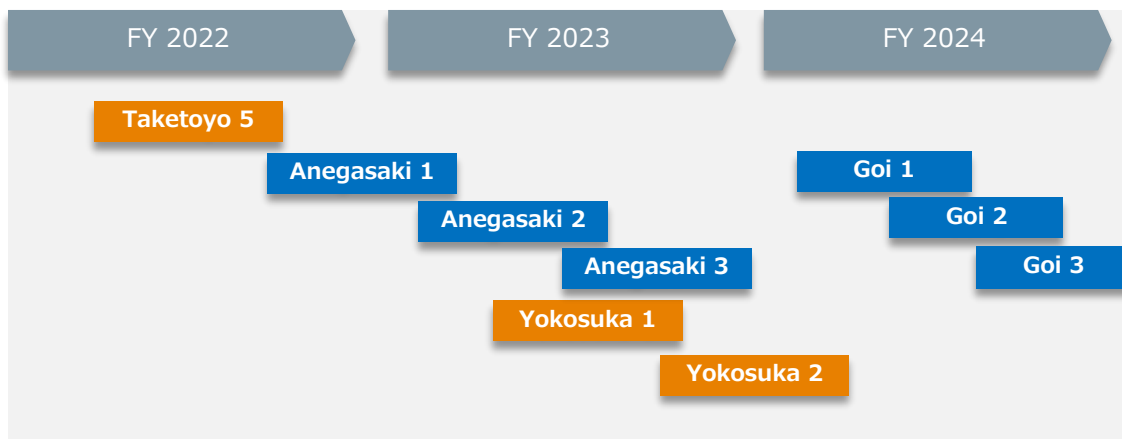 FY 2022
FY 2023
FY 2024
Taketoyo 5
Anegasaki 1
Goi 1
Anegasaki 2
Goi 2
Anegasaki 3
Goi 3
Yokosuka 1
Yokosuka 2